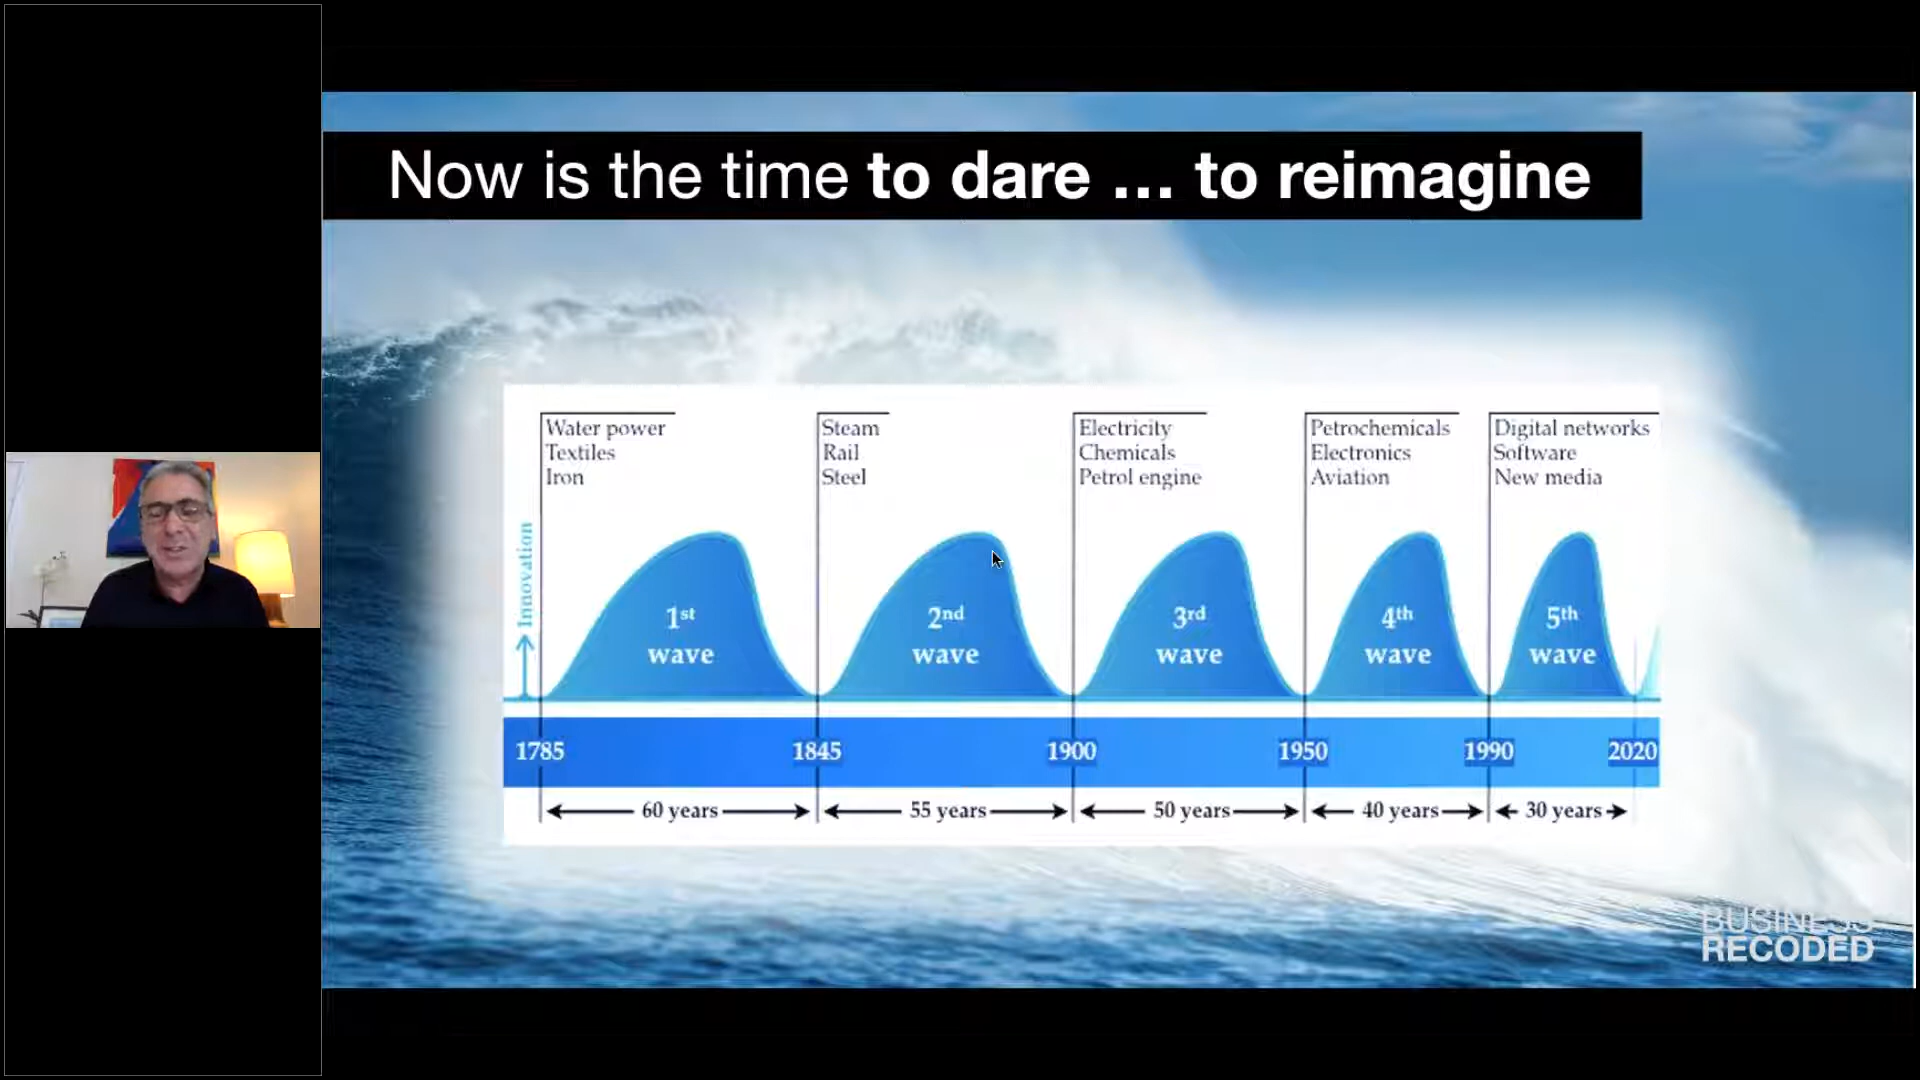 Now is the time to dare ... to reimagine
Water power
Textiles
Iron
Steam
Rail
Steel
Electricity
Chemicals
Petrol engine
Petrochemicals
Electronics
Aviation
Digital networks
Software
New media
Innovation
1st
wave
2nd
wave
3rd
wave
4th
wave
5th
wave
1785 1845 1900 1950 1990 2020
60 years 55 years 50 years 40 years 30 years
BUSINESS
RECODED